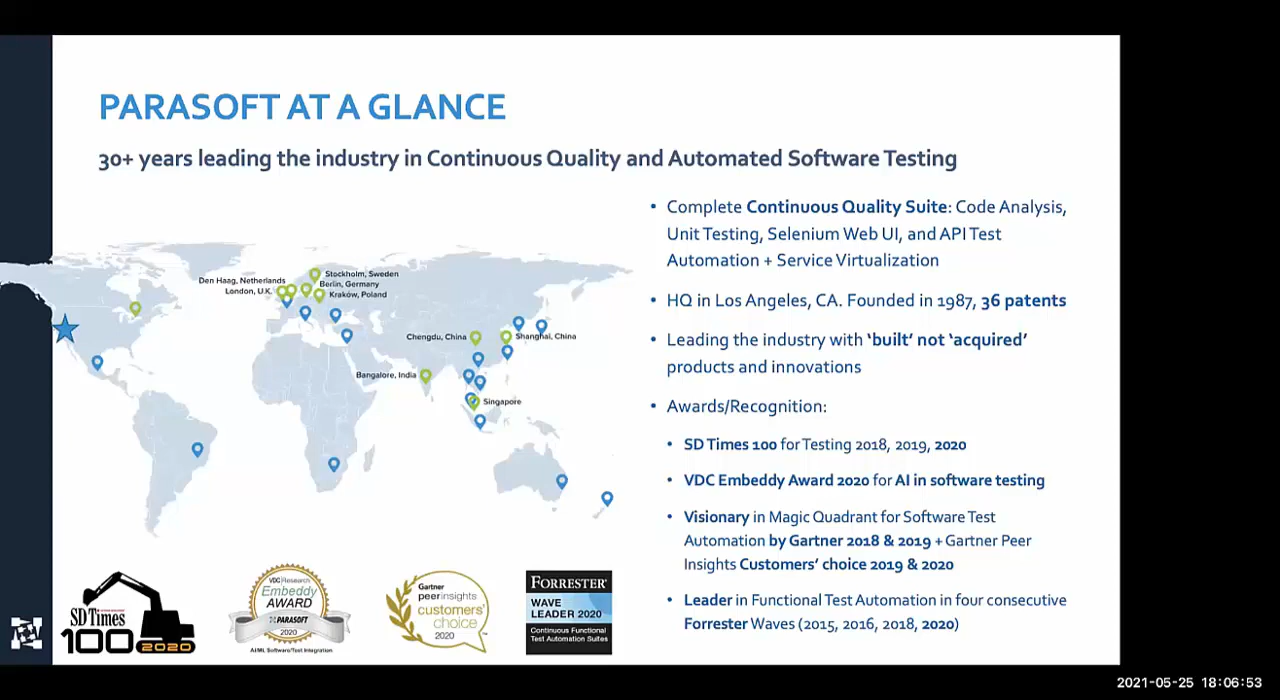 PARASOFT AT A GLANCE
30+ years leading the industry in Continuous Quality and Automated Software Testing
Den Haag, Netherlands
London, U.K.
Stockholm, Sweden
Berlin, Germany
Kraków, Poland
Chengdu, China
Shanghai, China
Bangalore, India
Singapore
• Complete Continuous Quality Suite: Code Analysis,
Unit Testing, Selenium Web UI, and API Test
Automation + Service Virtualization
• HQ in Los Angeles, CA. Founded in 1987, 36 patents
• Leading the industry with ‘built’ not ‘acquired’
products and innovations
• Awards/Recognition:
• SD Times 100 for Testing 2018, 2019, 2020
• VDC Embeddy Award 2020 for AI in software testing
• Visionary in Magic Quadrant for Software Test
Automation by Gartner 2018 & 2019 + Gartner Peer
Insights Customers’ choice 2019 & 2020
• Leader in Functional Test Automation in four consecutive
Forrester Waves (2015, 2016, 2018, 2020)
SD Times
100
2020
VDC Research
Embeddy
AWARD
PARASOFT
2020
AI/ML Software/Test Integration
Gartner
peerinsights
customers'
choice
2020
FORRESTER
WAVE
LEADER 2020
Continuous Functional
Test Automation Suites
2021-05-25 18:06:53